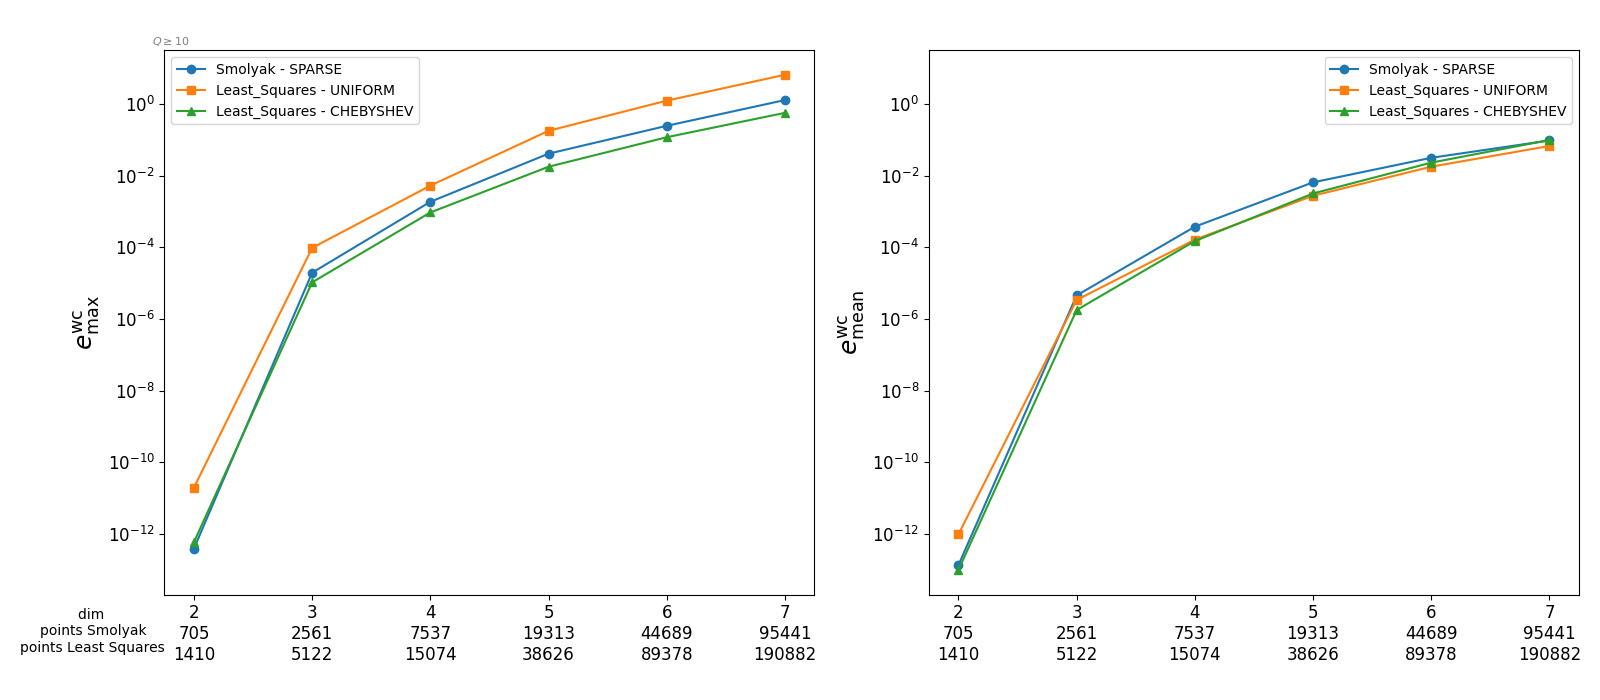 Q ≥ 10
Smolyak - SPARSE
Least_Squares - UNIFORM
Least_Squares - CHEBYSHEV
10⁰
10⁻²
10⁻⁴
10⁻⁶
10⁻⁸
10⁻¹⁰
10⁻¹²
e^wc_max
2 3 4 5 6 7
705 2561 7537 19313 44689 95441
1410 5122 15074 38626 89378 190882
dim
points Smolyak
points Least Squares
Smolyak - SPARSE
Least_Squares - UNIFORM
Least_Squares - CHEBYSHEV
10⁰
10⁻²
10⁻⁴
10⁻⁶
10⁻⁸
10⁻¹⁰
10⁻¹²
e^wc_mean
2 3 4 5 6 7
705 2561 7537 19313 44689 95441
1410 5122 15074 38626 89378 190882